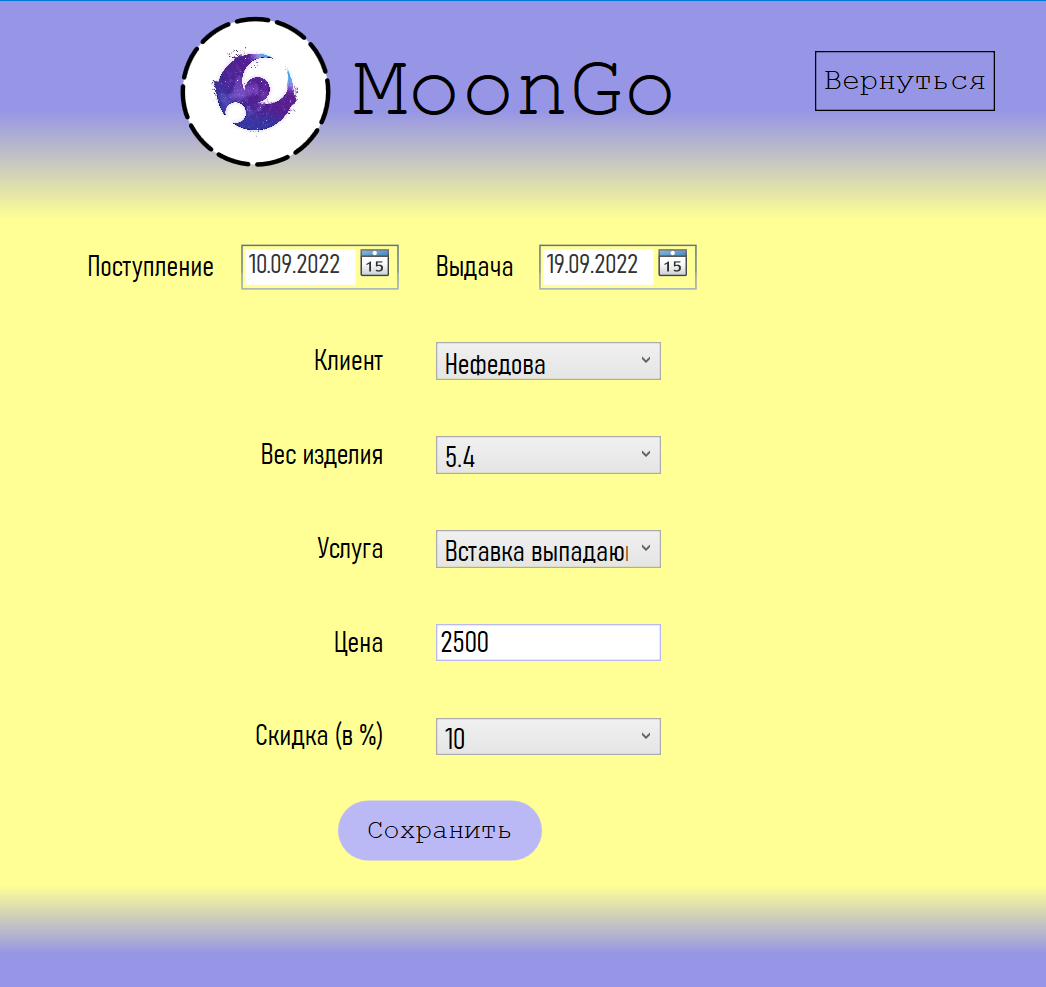 MoonGo
Вернуться
Поступление 10.09.2022 15 Выдача 19.09.2022 15
Клиент Нефедова
Вес изделия 5.4
Услуга Вставка выпадаю
Цена 2500
Скидка (в %) 10
Сохранить